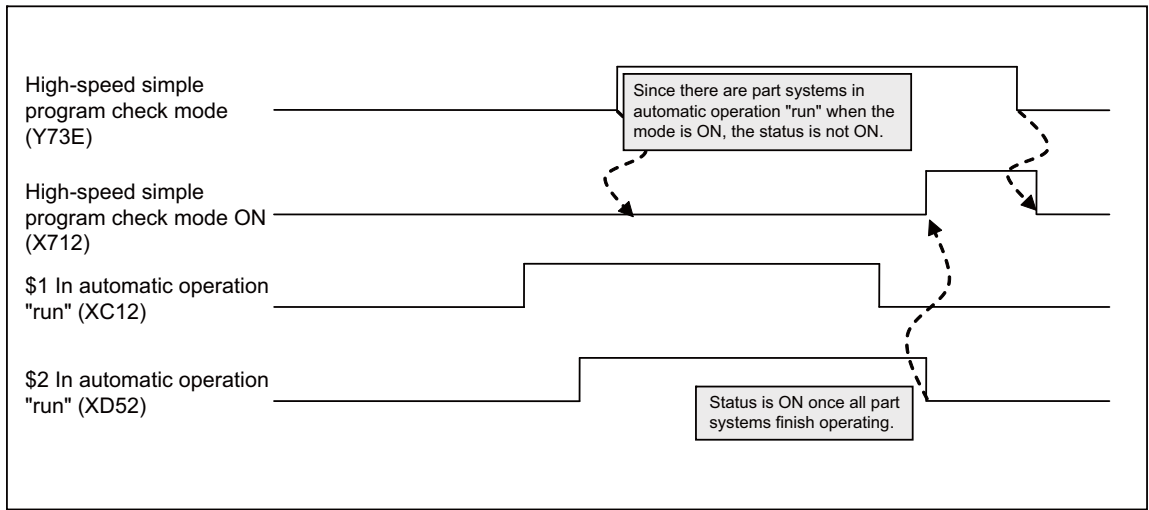 High-speed simple
program check mode
(Y73E)
Since there are part systems in
automatic operation "run" when the
mode is ON, the status is not ON.
High-speed simple
program check mode ON
(X712)
$1 In automatic operation
"run" (XC12)
$2 In automatic operation
"run" (XD52)
Status is ON once all part
systems finish operating.